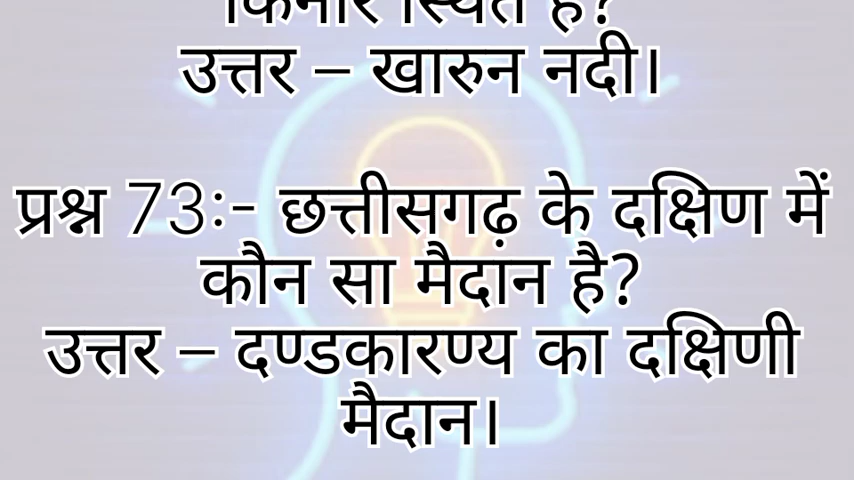 किनारे स्थित है?
उत्तर – खारुन नदी।
प्रश्न 73:- छत्तीसगढ़ के दक्षिण में
कौन सा मैदान है?
उत्तर – दण्डकारण्य का दक्षिणी
मैदान।